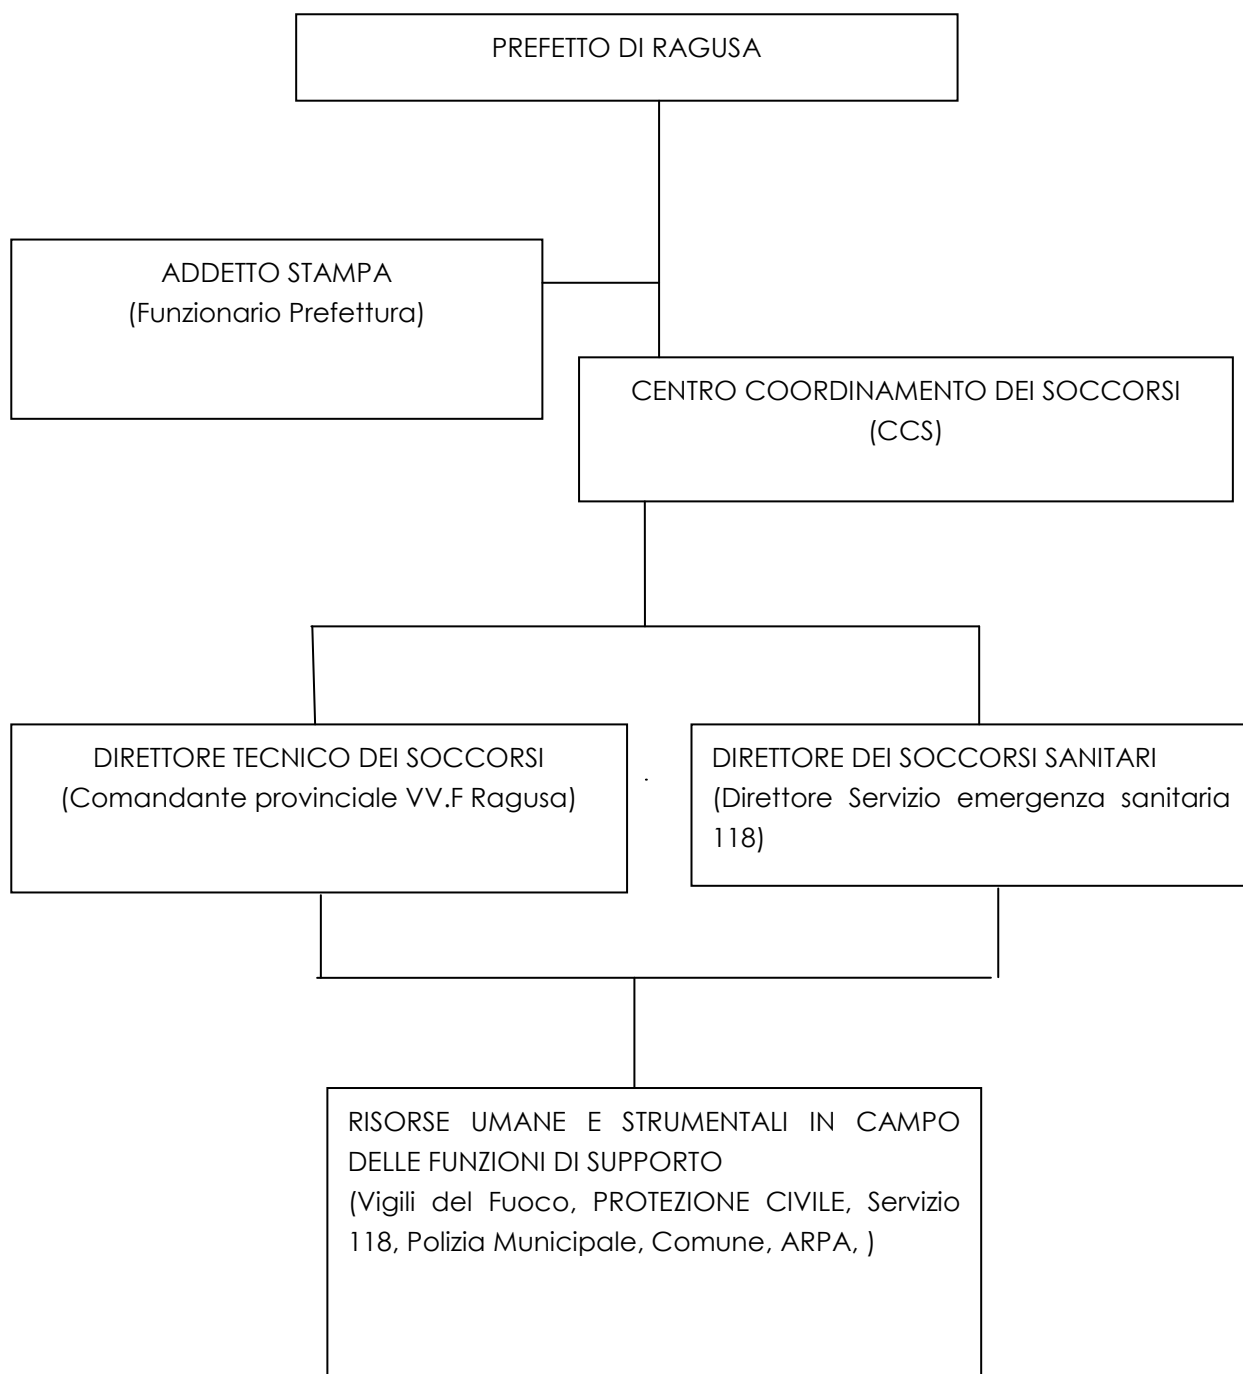 PREFETTO DI RAGUSA
ADDETTO STAMPA
(Funzionario Prefettura)
CENTRO COORDINAMENTO DEI SOCCORSI
(CCS)
DIRETTORE TECNICO DEI SOCCORSI
(Comandante provinciale VV.F Ragusa)
.
DIRETTORE DEI SOCCORSI SANITARI
(Direttore Servizio emergenza sanitaria
118)
RISORSE UMANE E STRUMENTALI IN CAMPO
DELLE FUNZIONI DI SUPPORTO
(Vigili del Fuoco, PROTEZIONE CIVILE, Servizio
118, Polizia Municipale, Comune, ARPA, )